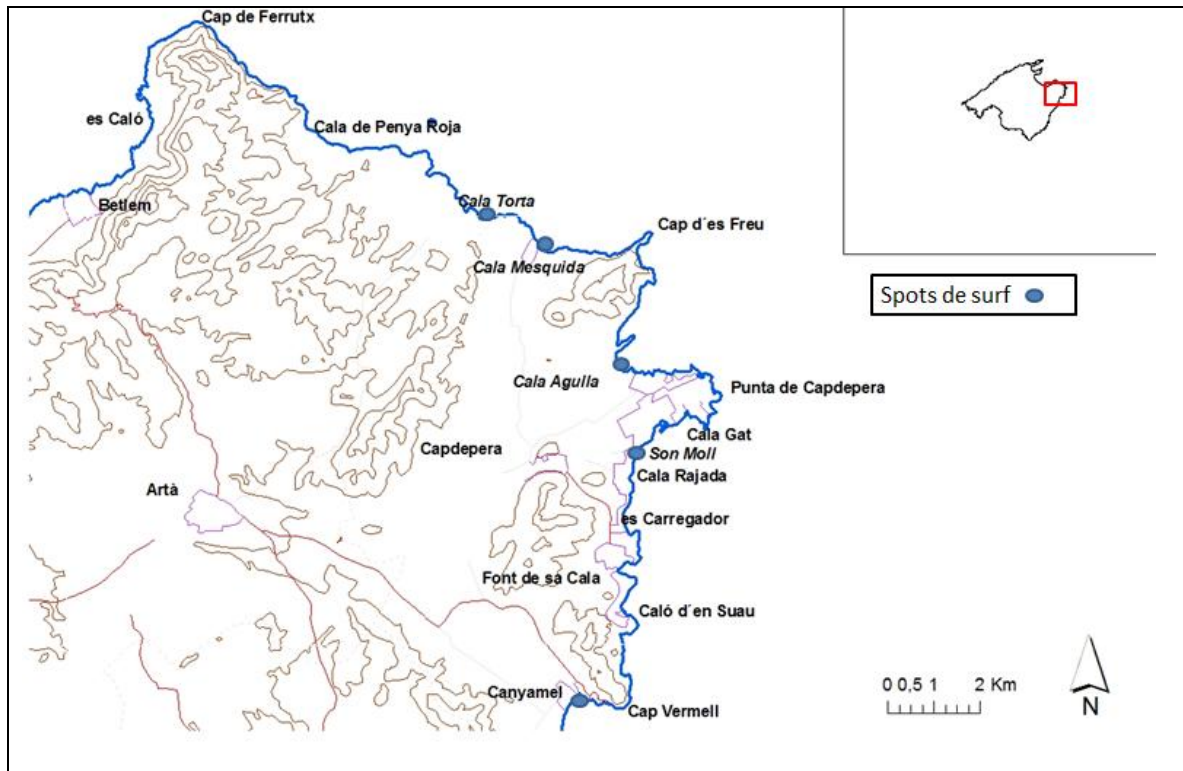 Cap de Ferrutx
es Caló
Cala de Penya Roja
Betlem
Cala Torta
Cap d´es Freu
Cala Mesquida
Spots de surf
Cala Agulla
Punta de Capdepera
Cala Gat
Capdepera
Son Moll
Cala Rajada
Artà
es Carregador
Font de sa Cala
Caló d´en Suau
Canyamel
Cap Vermell
0 0,5 1 2 Km
N